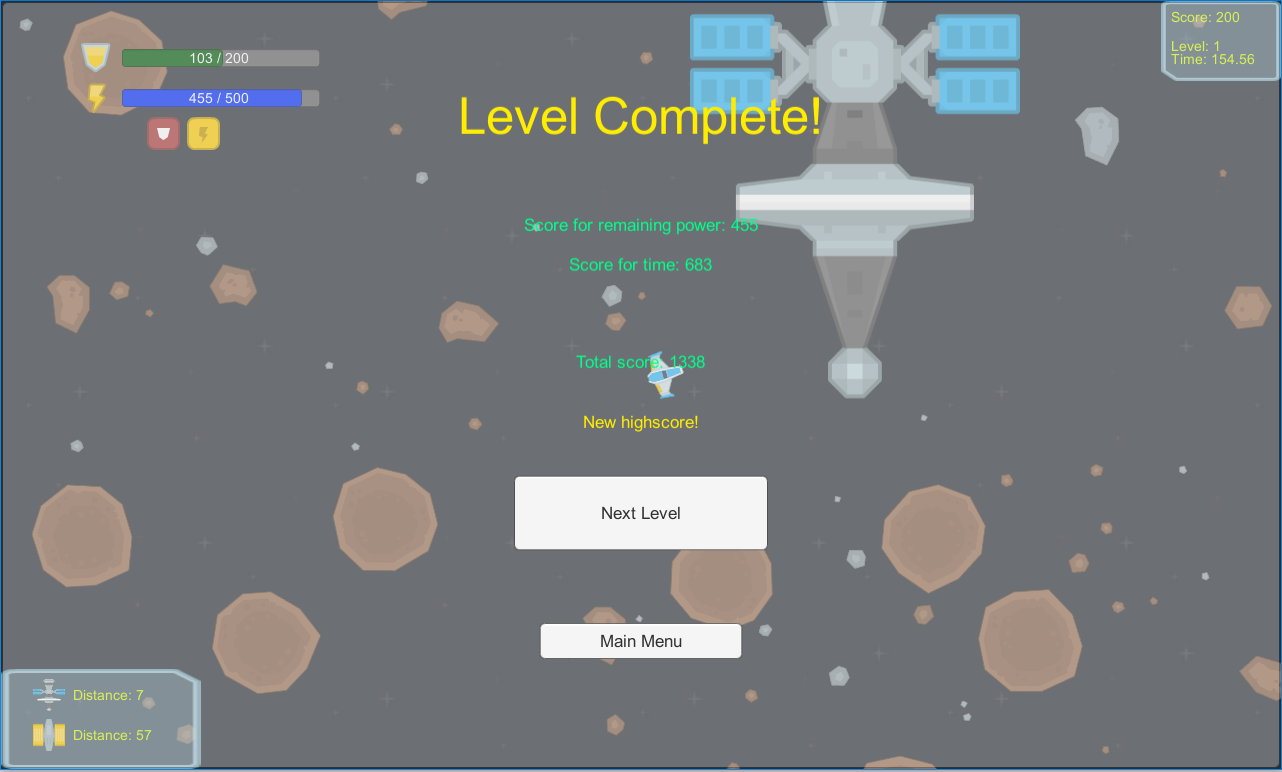 103 / 200
455 / 500
Score: 200
Level: 1
Time: 154.56
Level Complete!
Score for remaining power: 455
Score for time: 683
Total score: 1338
New highscore!
Next Level
Main Menu
Distance: 7
Distance: 57